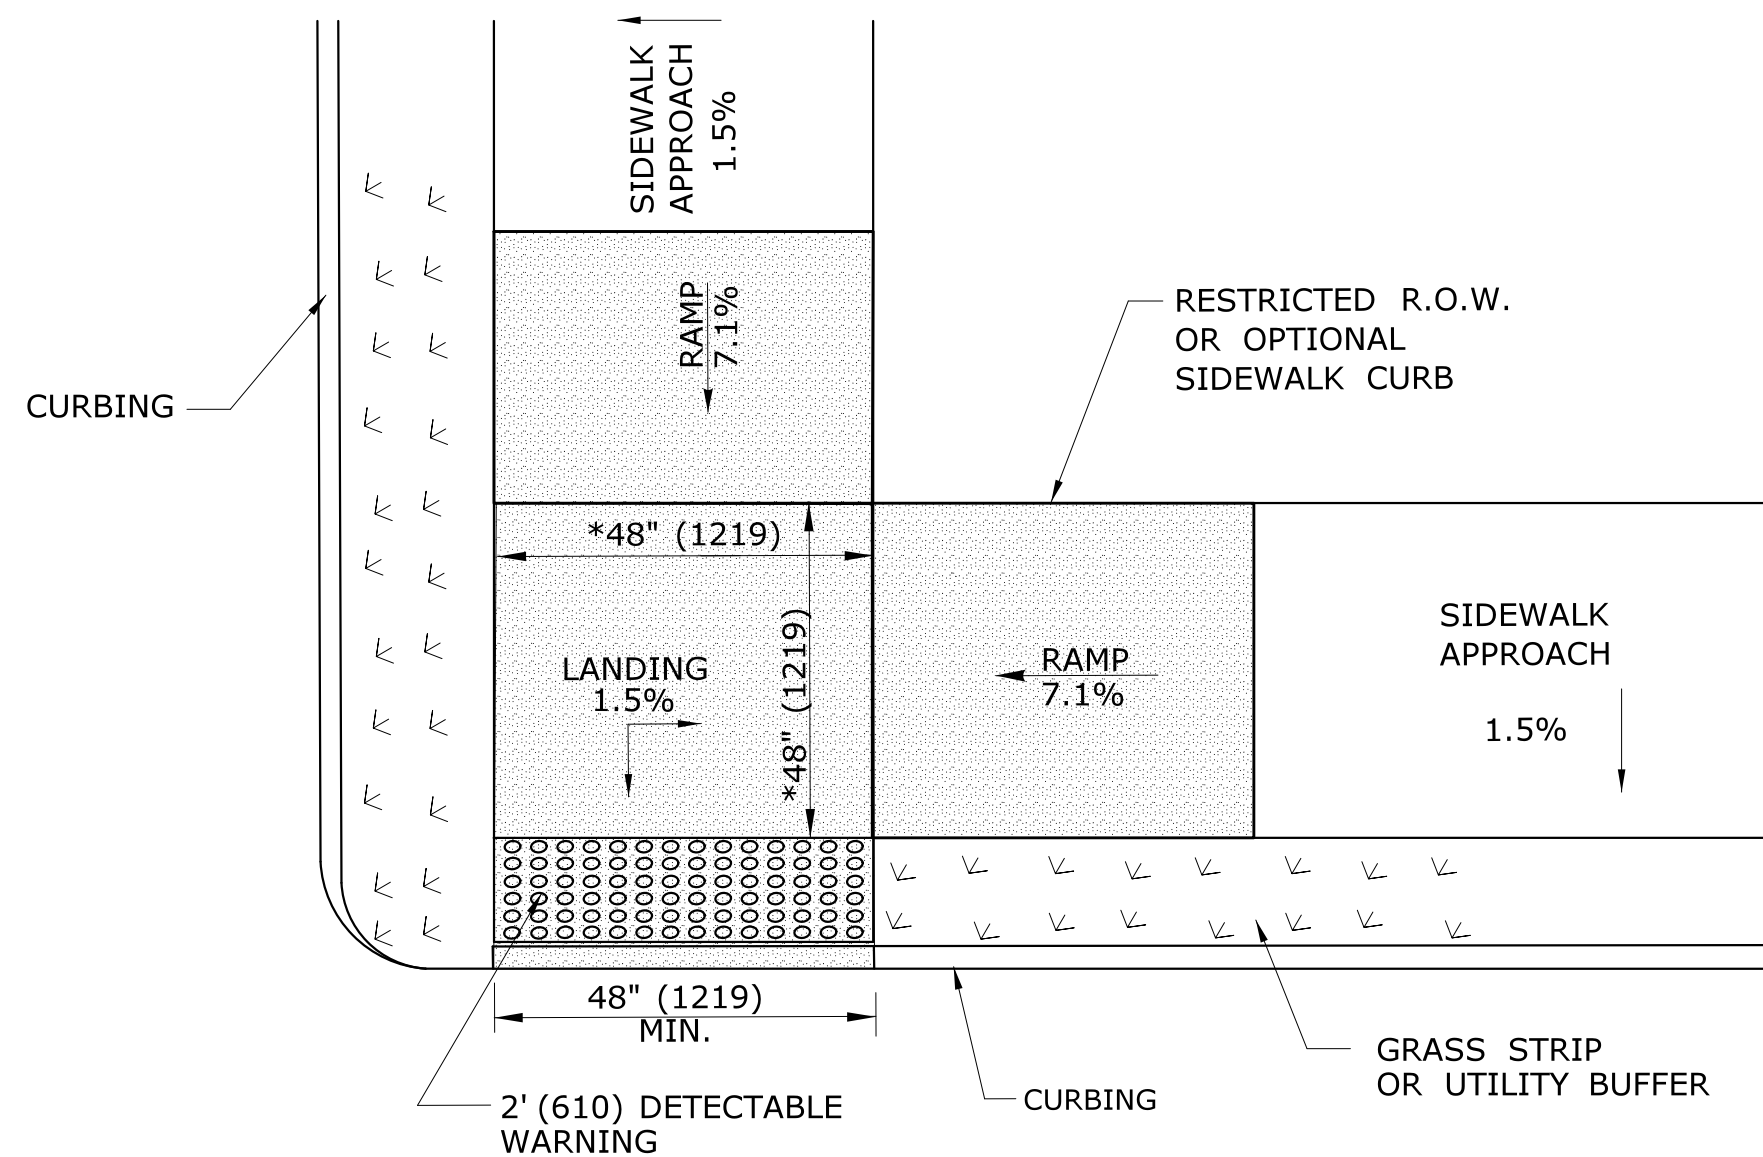 SIDEWALK
APPROACH
1.5%
RAMP
7.1%
RESTRICTED R.O.W.
OR OPTIONAL
SIDEWALK CURB
CURBING
*48" (1219)
*48" (1219)
LANDING
1.5%
RAMP
7.1%
SIDEWALK
APPROACH
1.5%
48" (1219)
MIN.
GRASS STRIP
OR UTILITY BUFFER
CURBING
2' (610) DETECTABLE
WARNING